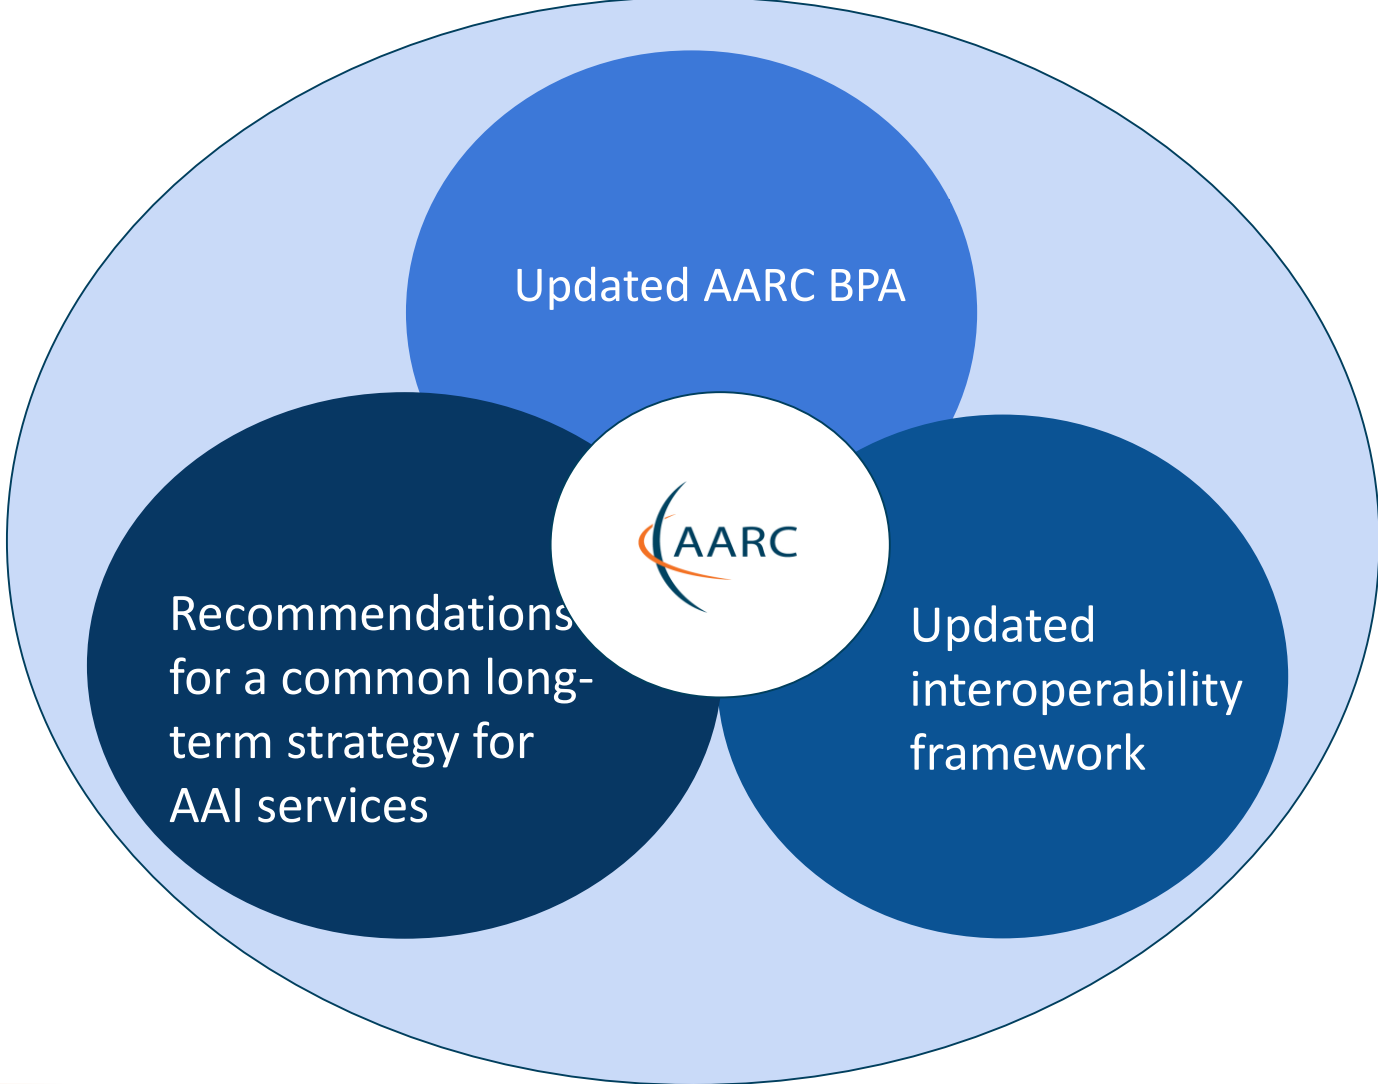 Updated AARC BPA
AARC
Recommendations
for a common long-
term strategy for
AAI services
Updated
interoperability
framework